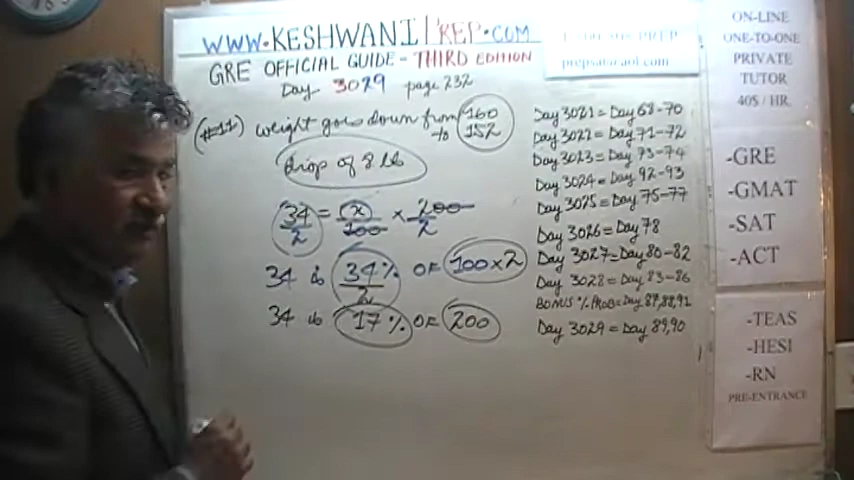 WWW.KESHWANI PREP.COM
GRE OFFICIAL GUIDE - THIRD EDITION
Day 3029 page 232
prepsat@aol.com
(#11) weight goes down from 160
to 152
drop of 8 lb
34/2 = x/100 × 200/2
34 is 34/2 % OF 100×2
34 is 17% OF 200
Day 3021 = Day 68-70
Day 3022 = Day 71-72
Day 3023 = Day 73-74
Day 3024 = Day 92-93
Day 3025 = Day 75-77
Day 3026 = Day 78
Day 3027 = Day 80-82
Day 3028 = Day 83-86
BONUS % PROB = Day 87,88,91
Day 3029 = Day 89,90
ON-LINE
ONE-TO-ONE
PRIVATE
TUTOR
40$ / HR.
-GRE
-GMAT
-SAT
-ACT
-TEAS
-HESI
-RN
PRE-ENTRANCE